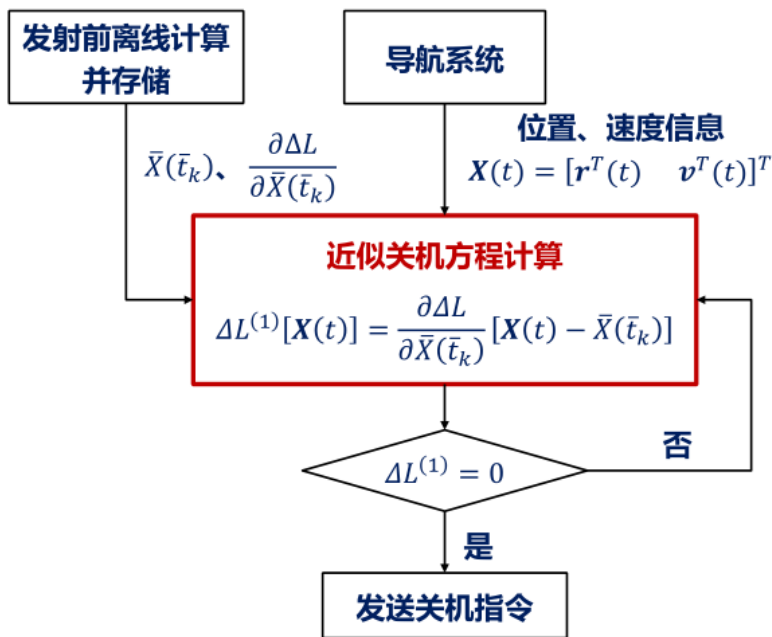 发射前离线计算
并存储
导航系统
X̄(t̄ₖ)、 ∂ΔL/∂X̄(t̄ₖ)
位置、速度信息
X(t) = [rᵀ(t) vᵀ(t)]ᵀ
近似关机方程计算
ΔL⁽¹⁾[X(t)] = ∂ΔL/∂X̄(t̄ₖ) [X(t) − X̄(t̄ₖ)]
否
ΔL⁽¹⁾ = 0
是
发送关机指令